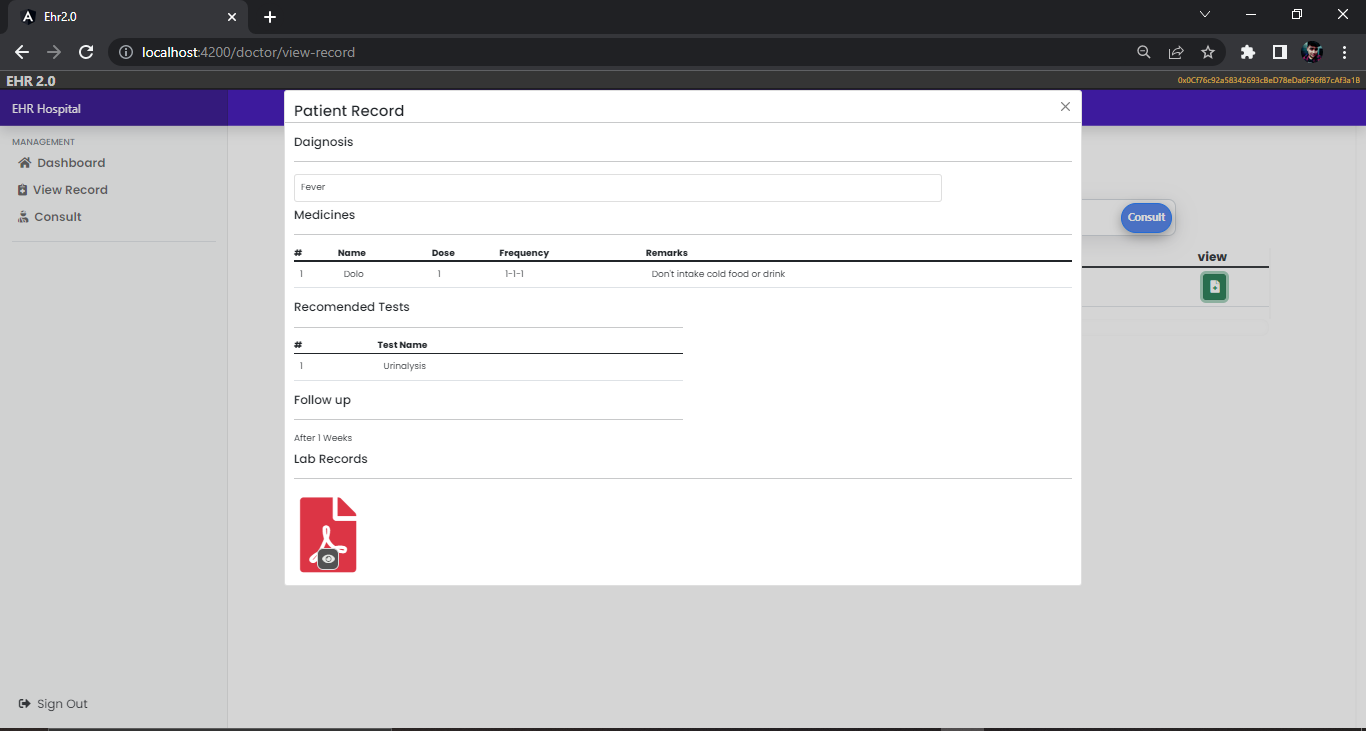 Ehr2.0
localhost:4200/doctor/view-record
EHR 2.0
0x0Cf76c92a58342693cBeD78eDa6F96f87cAf3a1B
EHR Hospital
MANAGEMENT
Dashboard
View Record
Consult
Sign Out
Patient Record
Daignosis
Fever
Medicines
# Name Dose Frequency Remarks
1 Dolo 1 1-1-1 Don't intake cold food or drink
Recomended Tests
# Test Name
1 Urinalysis
Follow up
After 1 Weeks
Lab Records
Consult
view